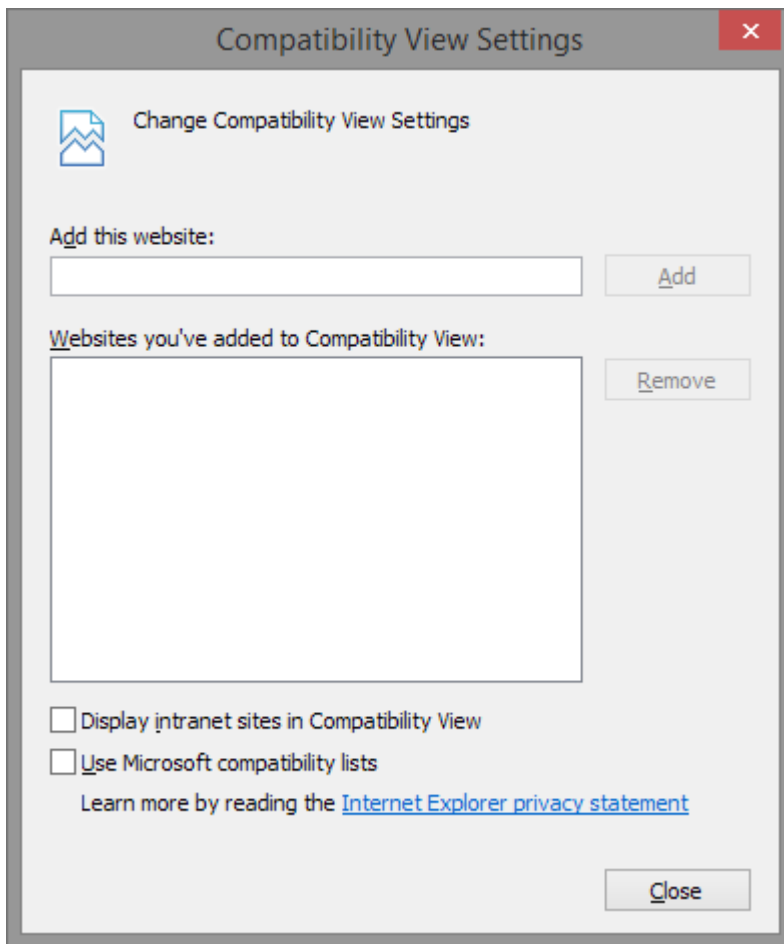 Compatibility View Settings
Change Compatibility View Settings
Add this website:
Add
Websites you've added to Compatibility View:
Remove
Display intranet sites in Compatibility View
Use Microsoft compatibility lists
Learn more by reading the Internet Explorer privacy statement
Close